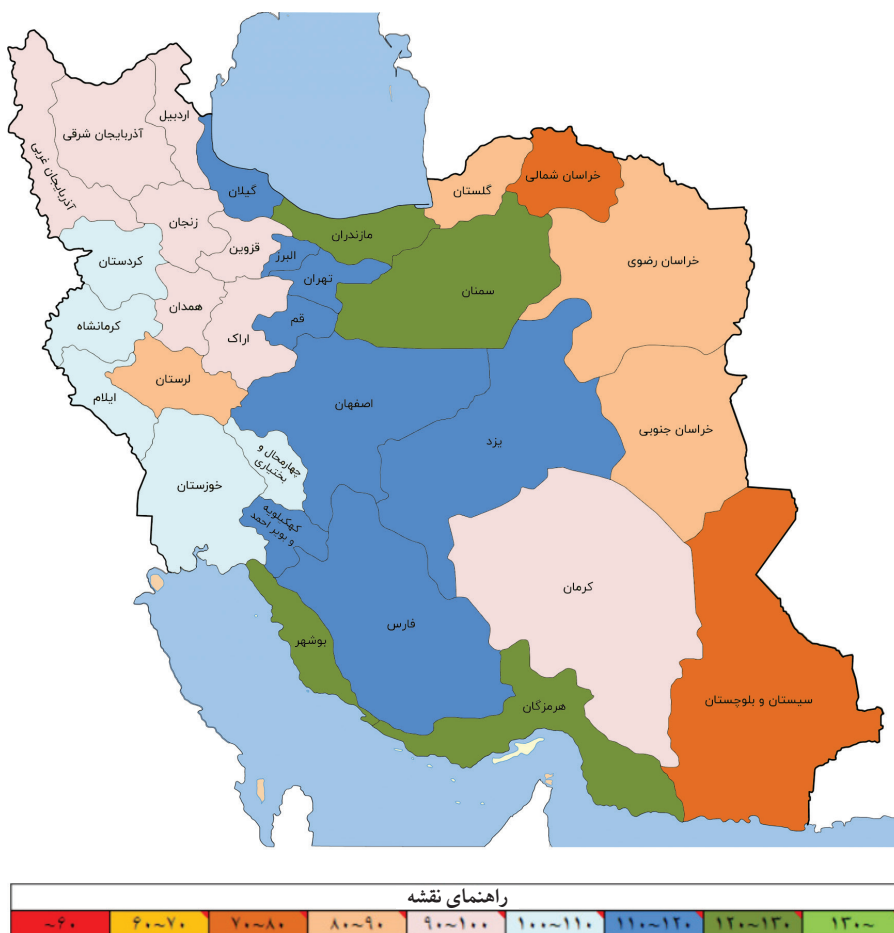 اردبیل
آذربایجان شرقی
آذربایجان غربی
گیلان
گلستان
خراسان شمالی
زنجان
مازندران
قزوین
البرز
کردستان
خراسان رضوی
تهران
سمنان
همدان
قم
کرمانشاه
اراک
لرستان
ایلام
اصفهان
خراسان جنوبی
یزد
چهارمحال و
بختیاری
خوزستان
کهکیلویه
و بویر احمد
کرمان
فارس
بوشهر
سیستان و بلوچستان
هرمزگان
راهنمای نقشه
~۶۰
۶۰~۷۰
۷۰~۸۰
۸۰~۹۰
۹۰~۱۰۰
۱۰۰~۱۱۰
۱۱۰~۱۲۰
۱۲۰~۱۳۰
۱۳۰~